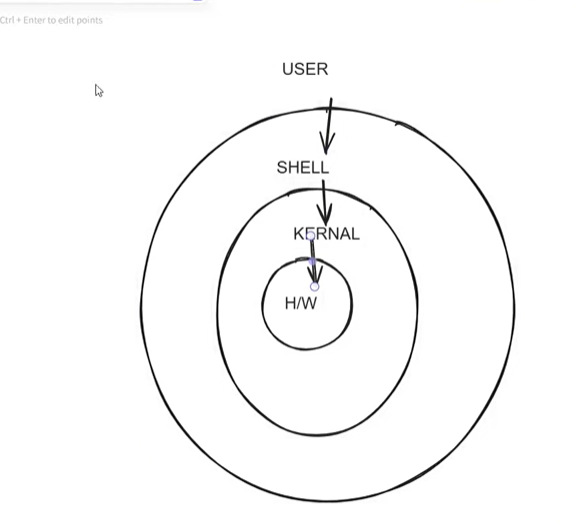 Ctrl + Enter to edit points
USER
SHELL
KERNAL
H/W